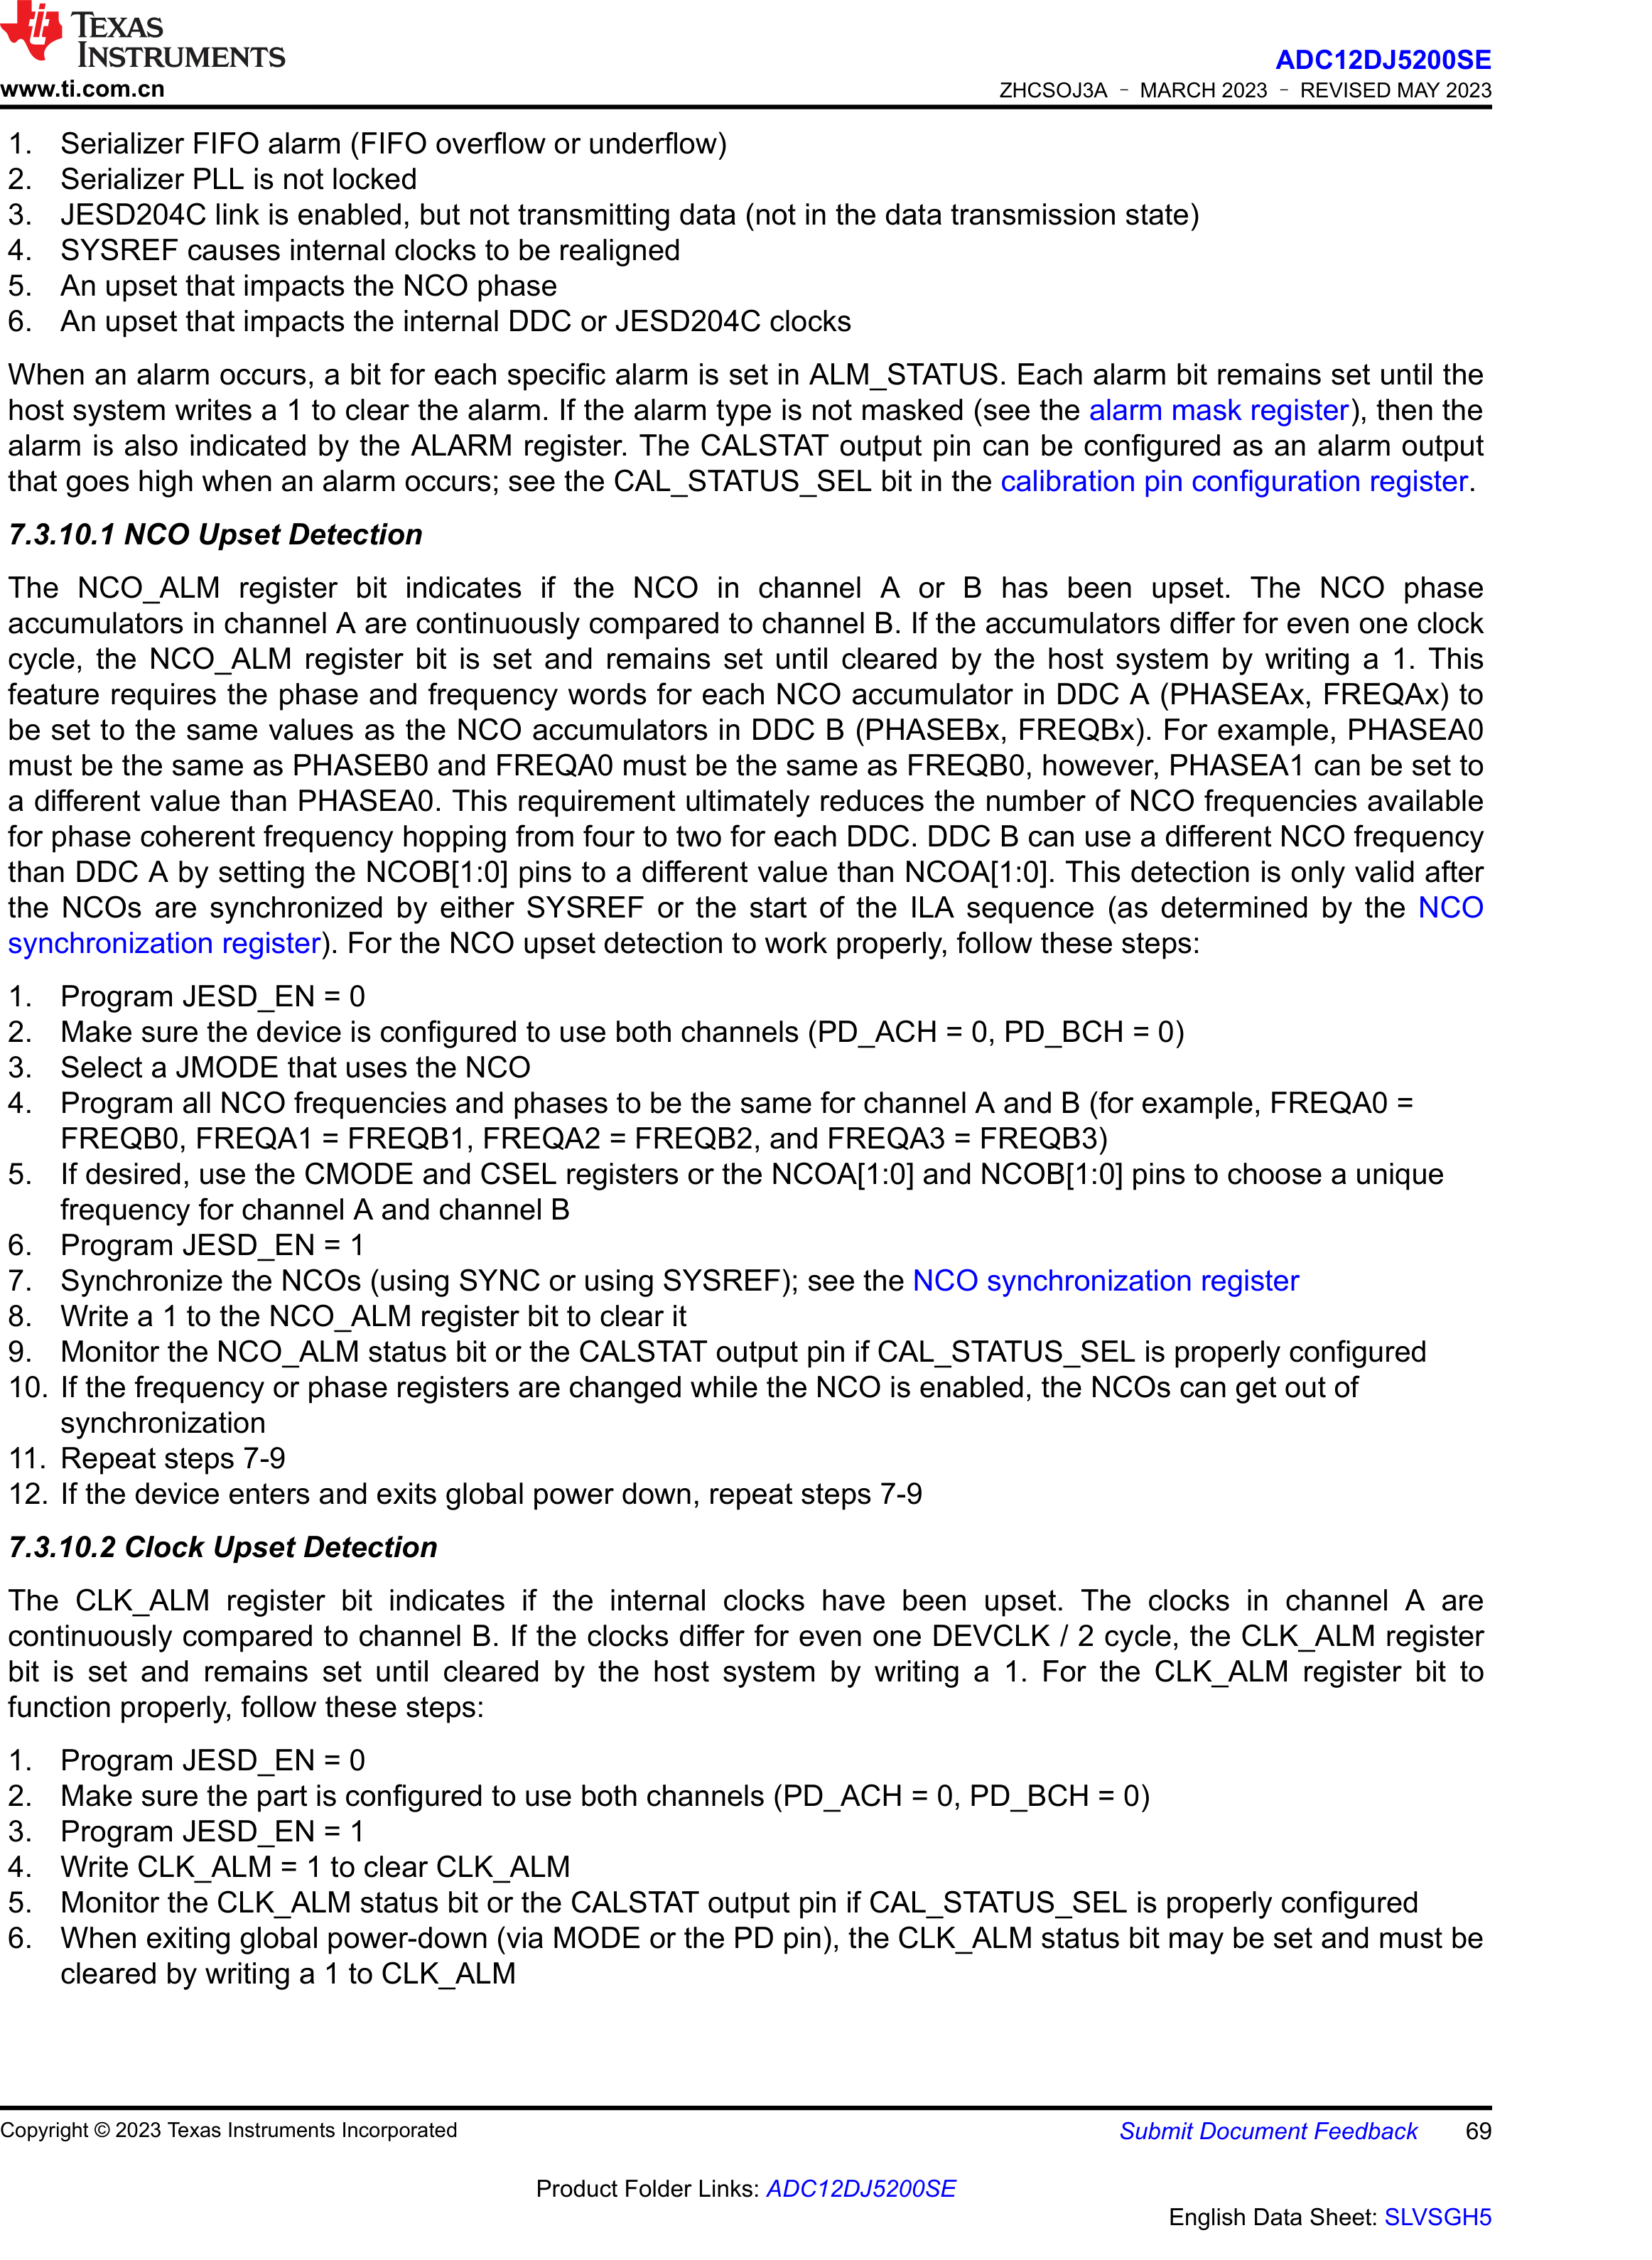 TEXAS
INSTRUMENTS
www.ti.com.cn
ADC12DJ5200SE
ZHCSOJ3A – MARCH 2023 – REVISED MAY 2023
1. Serializer FIFO alarm (FIFO overflow or underflow)
2. Serializer PLL is not locked
3. JESD204C link is enabled, but not transmitting data (not in the data transmission state)
4. SYSREF causes internal clocks to be realigned
5. An upset that impacts the NCO phase
6. An upset that impacts the internal DDC or JESD204C clocks
When an alarm occurs, a bit for each specific alarm is set in ALM_STATUS. Each alarm bit remains set until the
host system writes a 1 to clear the alarm. If the alarm type is not masked (see the alarm mask register), then the
alarm is also indicated by the ALARM register. The CALSTAT output pin can be configured as an alarm output
that goes high when an alarm occurs; see the CAL_STATUS_SEL bit in the calibration pin configuration register.
7.3.10.1 NCO Upset Detection
The NCO_ALM register bit indicates if the NCO in channel A or B has been upset. The NCO phase
accumulators in channel A are continuously compared to channel B. If the accumulators differ for even one clock
cycle, the NCO_ALM register bit is set and remains set until cleared by the host system by writing a 1. This
feature requires the phase and frequency words for each NCO accumulator in DDC A (PHASEAx, FREQAx) to
be set to the same values as the NCO accumulators in DDC B (PHASEBx, FREQBx). For example, PHASEA0
must be the same as PHASEB0 and FREQA0 must be the same as FREQB0, however, PHASEA1 can be set to
a different value than PHASEA0. This requirement ultimately reduces the number of NCO frequencies available
for phase coherent frequency hopping from four to two for each DDC. DDC B can use a different NCO frequency
than DDC A by setting the NCOB[1:0] pins to a different value than NCOA[1:0]. This detection is only valid after
the NCOs are synchronized by either SYSREF or the start of the ILA sequence (as determined by the NCO
synchronization register). For the NCO upset detection to work properly, follow these steps:
1. Program JESD_EN = 0
2. Make sure the device is configured to use both channels (PD_ACH = 0, PD_BCH = 0)
3. Select a JMODE that uses the NCO
4. Program all NCO frequencies and phases to be the same for channel A and B (for example, FREQA0 =
FREQB0, FREQA1 = FREQB1, FREQA2 = FREQB2, and FREQA3 = FREQB3)
5. If desired, use the CMODE and CSEL registers or the NCOA[1:0] and NCOB[1:0] pins to choose a unique
frequency for channel A and channel B
6. Program JESD_EN = 1
7. Synchronize the NCOs (using SYNC or using SYSREF); see the NCO synchronization register
8. Write a 1 to the NCO_ALM register bit to clear it
9. Monitor the NCO_ALM status bit or the CALSTAT output pin if CAL_STATUS_SEL is properly configured
10. If the frequency or phase registers are changed while the NCO is enabled, the NCOs can get out of
synchronization
11. Repeat steps 7-9
12. If the device enters and exits global power down, repeat steps 7-9
7.3.10.2 Clock Upset Detection
The CLK_ALM register bit indicates if the internal clocks have been upset. The clocks in channel A are
continuously compared to channel B. If the clocks differ for even one DEVCLK / 2 cycle, the CLK_ALM register
bit is set and remains set until cleared by the host system by writing a 1. For the CLK_ALM register bit to
function properly, follow these steps:
1. Program JESD_EN = 0
2. Make sure the part is configured to use both channels (PD_ACH = 0, PD_BCH = 0)
3. Program JESD_EN = 1
4. Write CLK_ALM = 1 to clear CLK_ALM
5. Monitor the CLK_ALM status bit or the CALSTAT output pin if CAL_STATUS_SEL is properly configured
6. When exiting global power-down (via MODE or the PD pin), the CLK_ALM status bit may be set and must be
cleared by writing a 1 to CLK_ALM
Copyright © 2023 Texas Instruments Incorporated
Submit Document Feedback 69
Product Folder Links: ADC12DJ5200SE
English Data Sheet: SLVSGH5